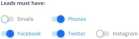 Leads must have:
Emails Phones
Facebook Twitter Instagram